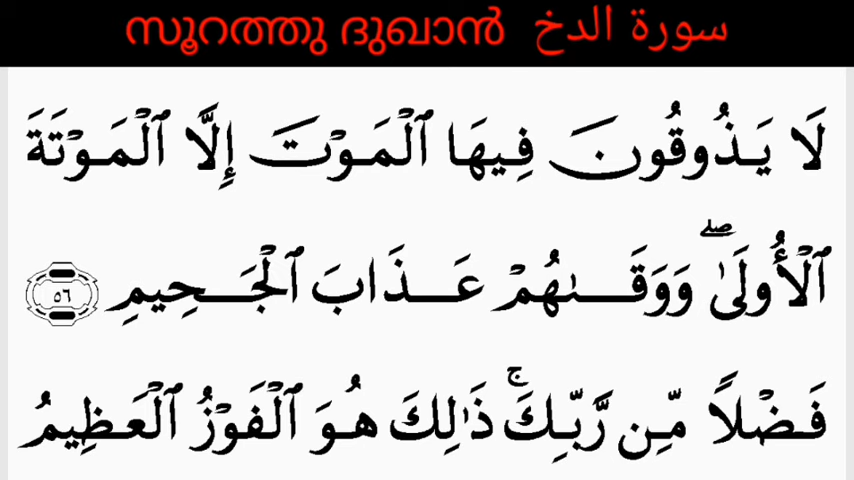 സൂറത്തു ദുഖാൻ سورة الدخ
لَا يَذُوقُونَ فِيهَا ٱلْمَوْتَ إِلَّا ٱلْمَوْتَةَ
ٱلْأُولَىٰ ۖ وَوَقَىٰهُمْ عَذَابَ ٱلْجَحِيمِ ٥٦
فَضْلًا مِّن رَّبِّكَ ۚ ذَٰلِكَ هُوَ ٱلْفَوْزُ ٱلْعَظِيمُ